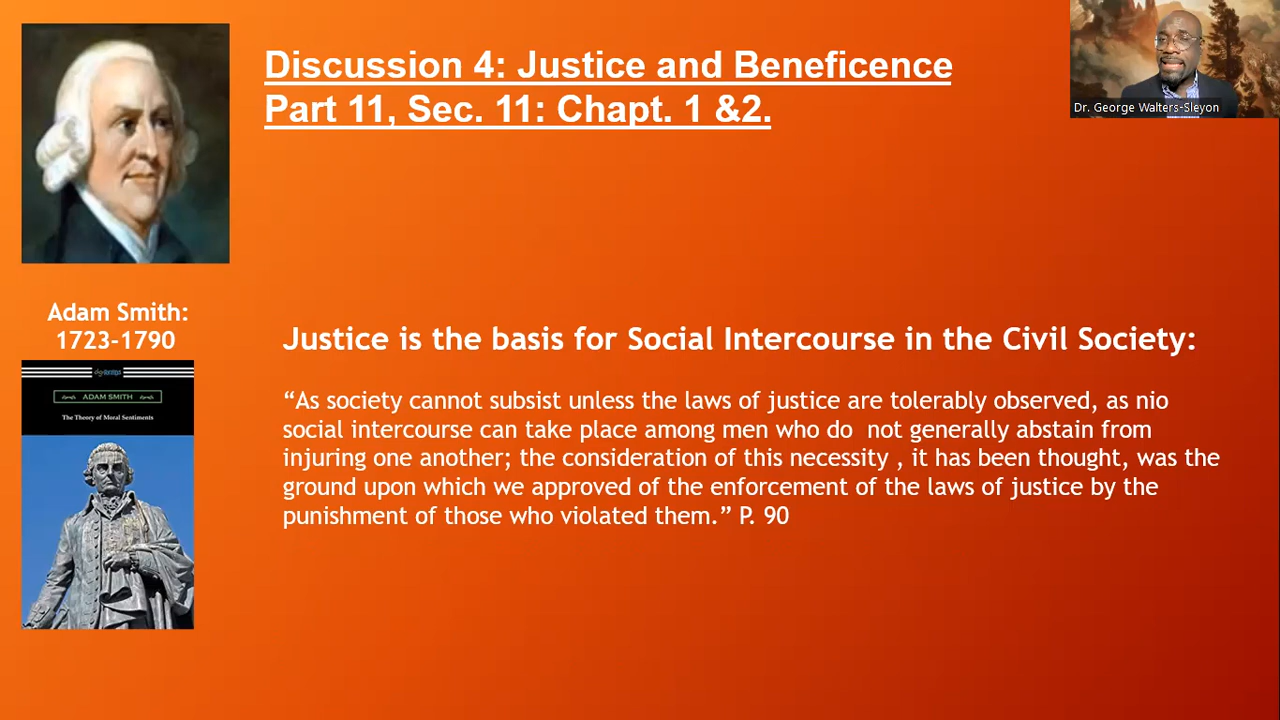 Discussion 4: Justice and Beneficence
Part 11, Sec. 11: Chapt. 1 &2.
Dr. George Walters-Sleyon
Adam Smith:
1723-1790
ADAM SMITH
The Theory of Moral Sentiments
Justice is the basis for Social Intercourse in the Civil Society:
“As society cannot subsist unless the laws of justice are tolerably observed, as nio
social intercourse can take place among men who do  not generally abstain from
injuring one another; the consideration of this necessity , it has been thought, was the
ground upon which we approved of the enforcement of the laws of justice by the
punishment of those who violated them.” P. 90